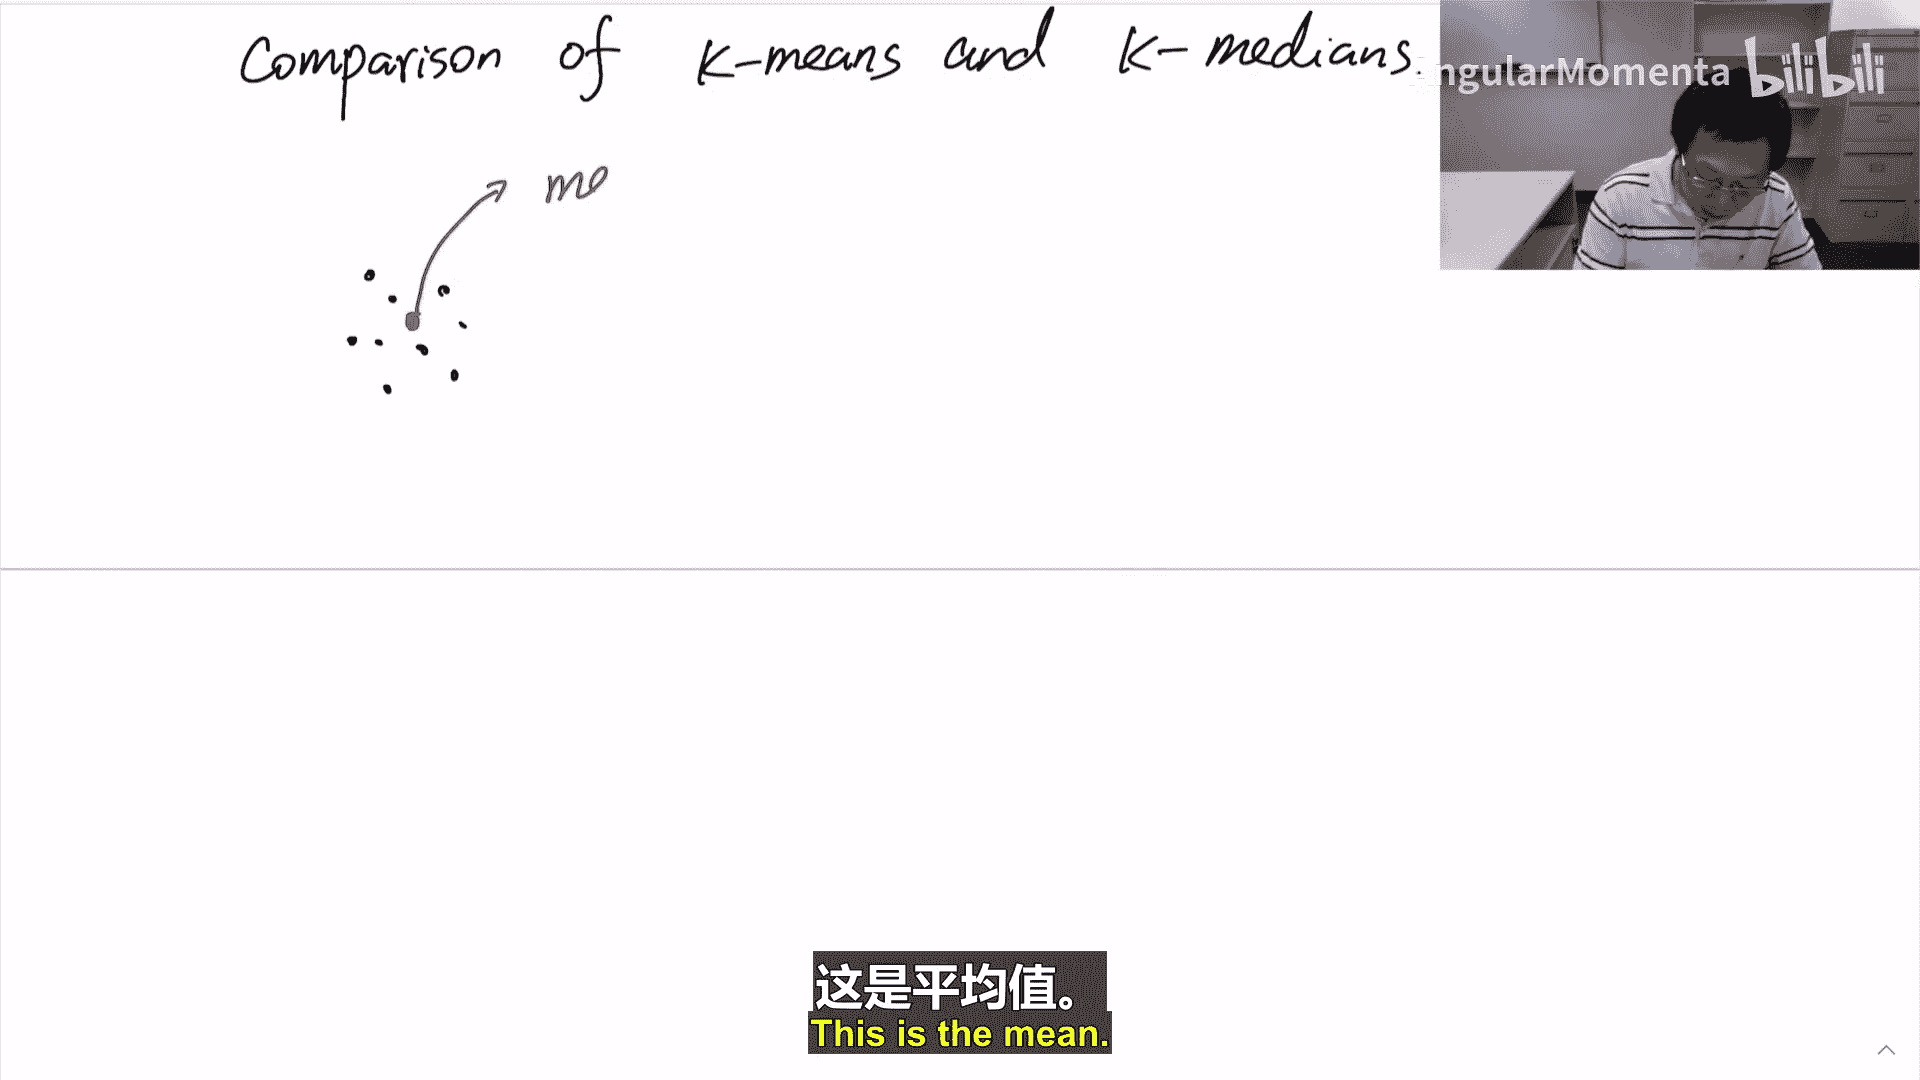 Comparison of K-means and K-medians.
ngularMomenta bilibili
me
这是平均值。
This is the mean.